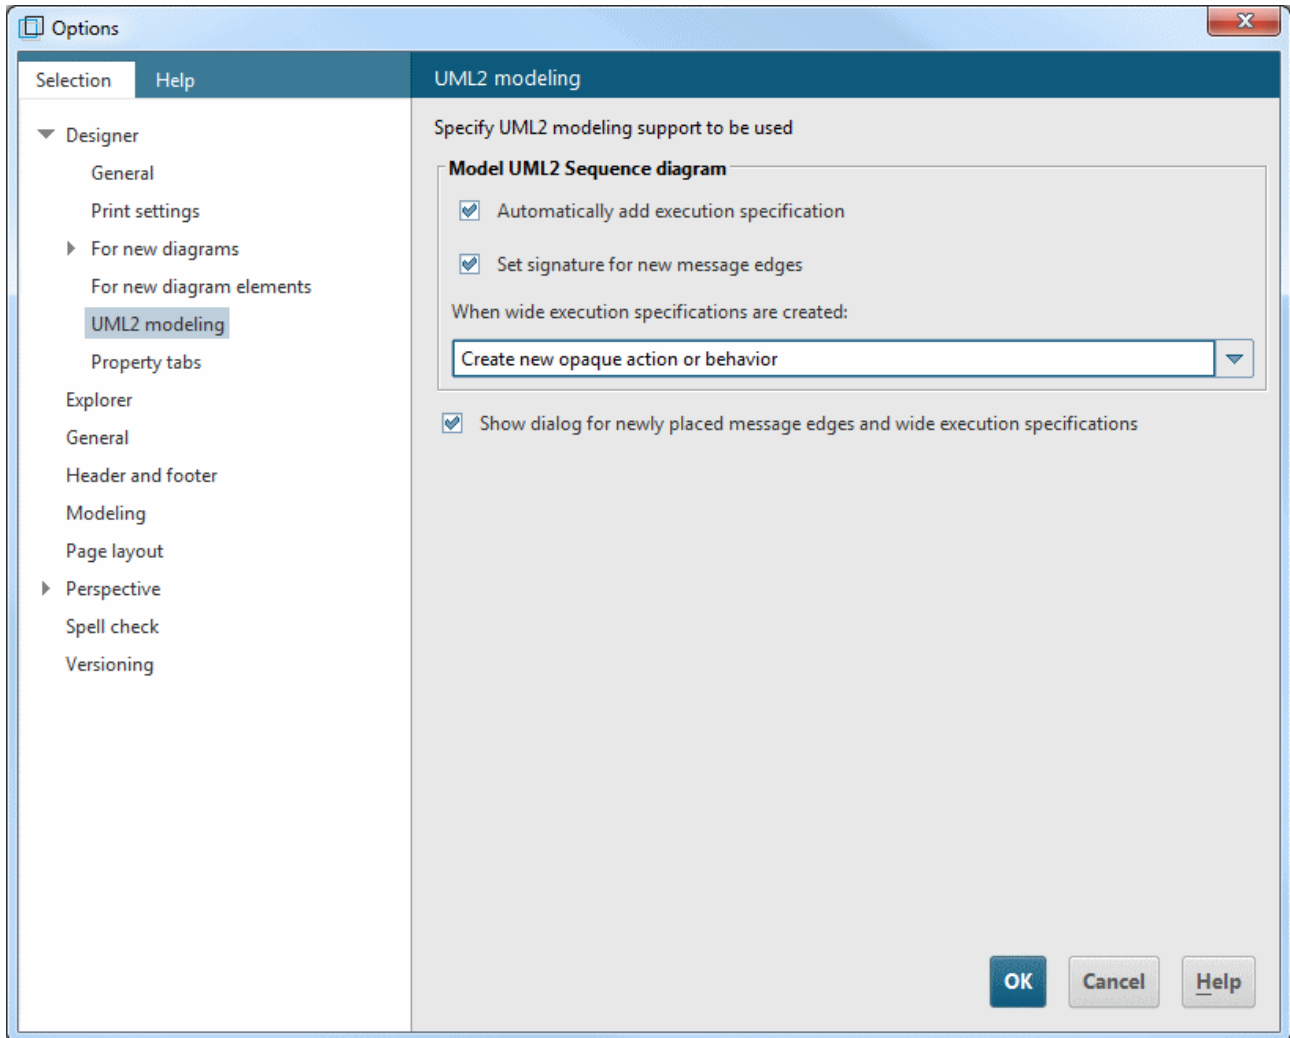 Options
Selection
Help
Designer
General
Print settings
For new diagrams
For new diagram elements
UML2 modeling
Property tabs
Explorer
General
Header and footer
Modeling
Page layout
Perspective
Spell check
Versioning
UML2 modeling
Specify UML2 modeling support to be used
Model UML2 Sequence diagram
Automatically add execution specification
Set signature for new message edges
When wide execution specifications are created:
Create new opaque action or behavior
Show dialog for newly placed message edges and wide execution specifications
OK
Cancel
Help